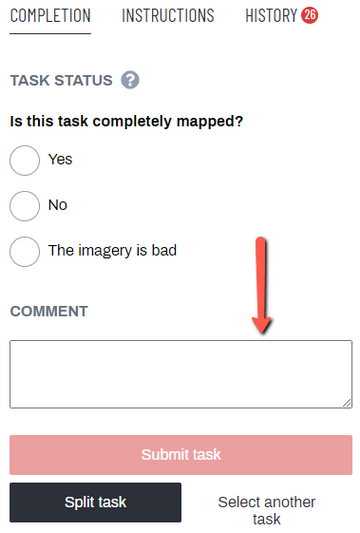 COMPLETION INSTRUCTIONS HISTORY 26
TASK STATUS ?
Is this task completely mapped?
Yes
No
The imagery is bad
COMMENT
Submit task
Split task
Select another
task